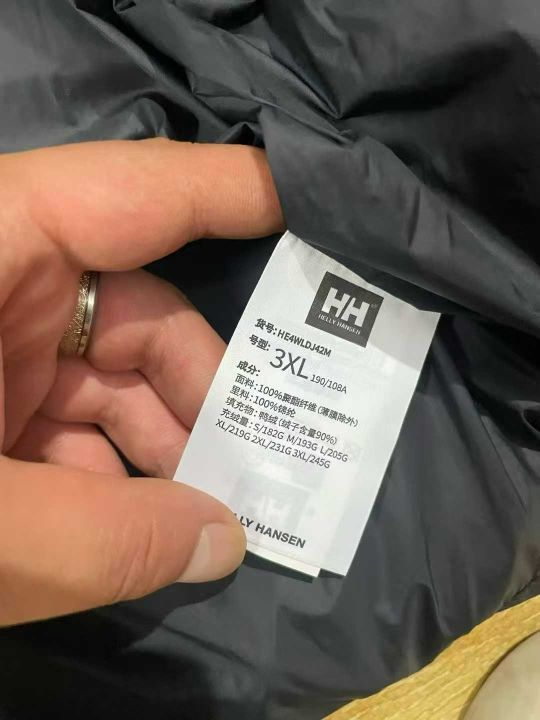 HH
HELLY HANSEN
货号: HE4WLDJ42M
号型: 3XL 190/108A
成分:
面料: 100%聚酯纤维 (薄膜除外)
里料: 100%锦纶
填充物: 鸭绒 (绒子含量90%)
充绒量: S/182G M/193G L/205G
XL/219G 2XL/231G 3XL/245G
LLY HANSEN